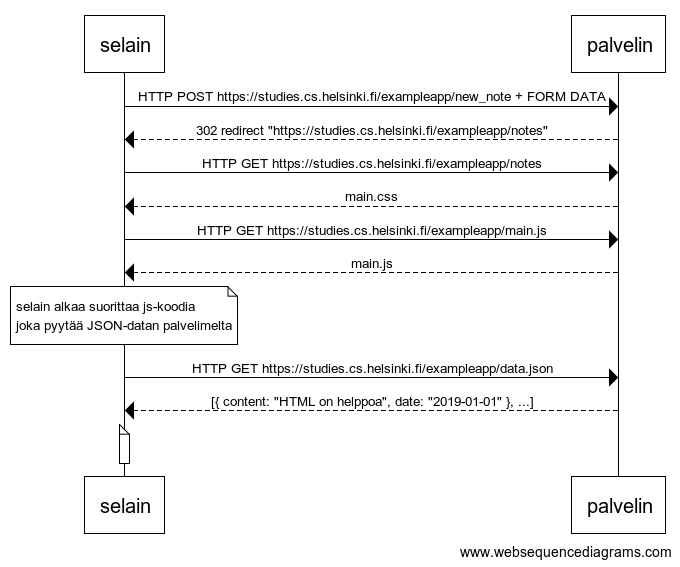 selain palvelin
HTTP POST https://studies.cs.helsinki.fi/exampleapp/new_note + FORM DATA
302 redirect "https://studies.cs.helsinki.fi/exampleapp/notes"
HTTP GET https://studies.cs.helsinki.fi/exampleapp/notes
main.css
HTTP GET https://studies.cs.helsinki.fi/exampleapp/main.js
main.js
selain alkaa suorittaa js-koodia
joka pyytää JSON-datan palvelimelta
HTTP GET https://studies.cs.helsinki.fi/exampleapp/data.json
[{ content: "HTML on helppoa", date: "2019-01-01" }, ...]
selain palvelin
www.websequencediagrams.com